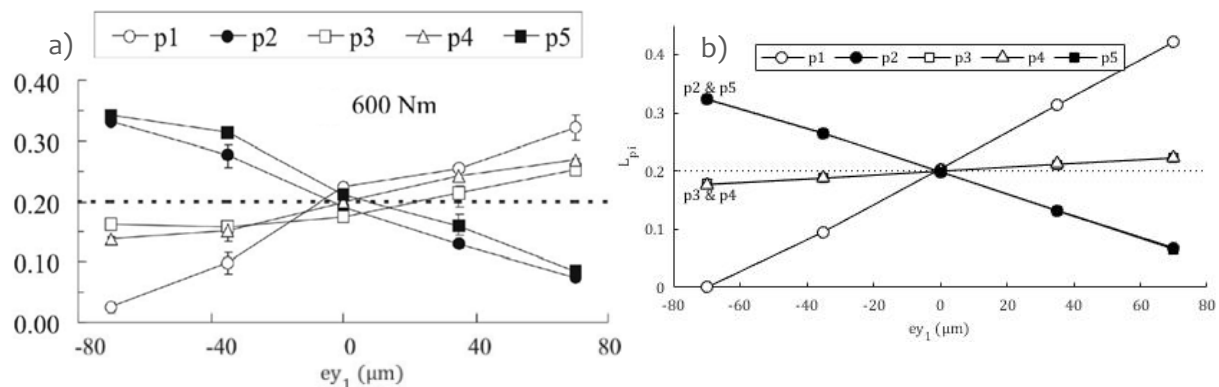 a)
p1 p2 p3 p4 p5
600 Nm
0.40
0.30
0.20
0.10
0.00
-80 -40 0 40 80
ey1 (μm)
b)
p1 p2 p3 p4 p5
p2 & p5
p3 & p4
Lpi
0.4
0.3
0.2
0.1
0
-80 -60 -40 -20 0 20 40 60 80
ey1 (μm)